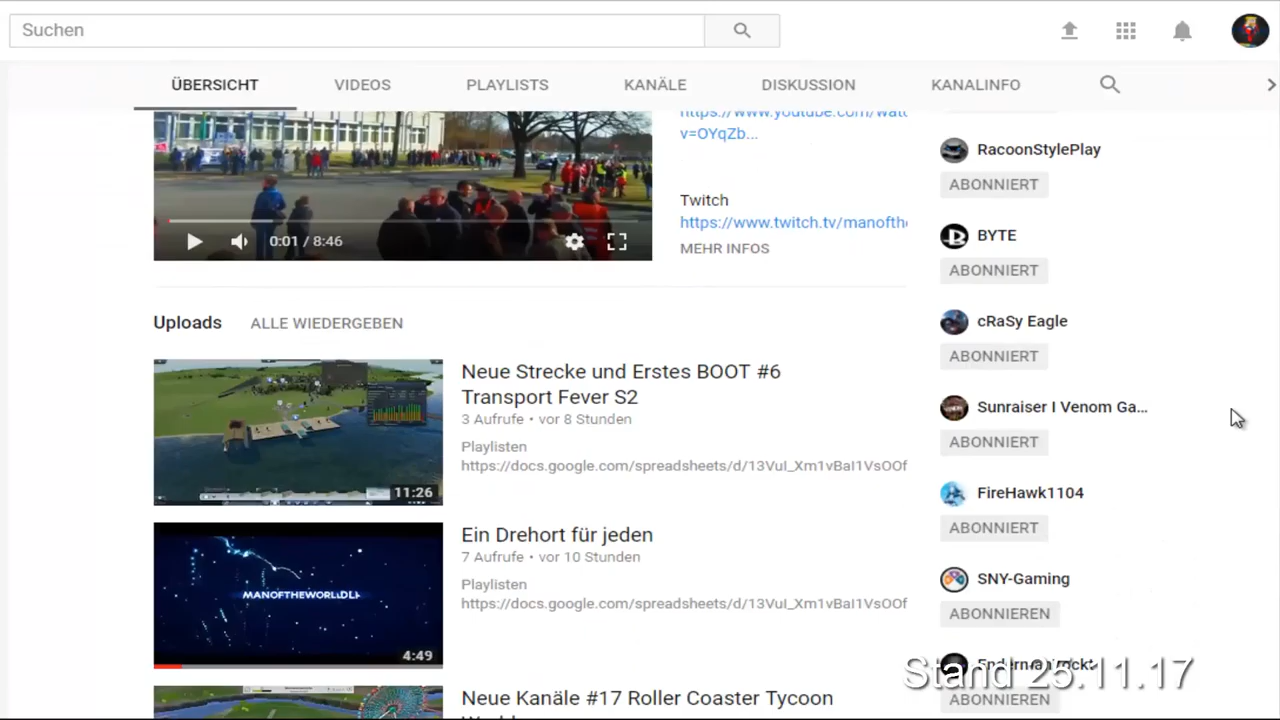 Suchen
ÜBERSICHT
VIDEOS
PLAYLISTS
KANÄLE
DISKUSSION
KANALINFO
https://www.youtube.com/watc
v=OYqZb...
0:01 / 8:46
Twitch
https://www.twitch.tv/manofthe
MEHR INFOS
Uploads
ALLE WIEDERGEBEN
11:26
Neue Strecke und Erstes BOOT #6
Transport Fever S2
3 Aufrufe • vor 8 Stunden
Playlisten
https://docs.google.com/spreadsheets/d/13VuI_Xm1vBaI1VsOOf
MANOFTHEWORLDLP
4:49
Ein Drehort für jeden
7 Aufrufe • vor 10 Stunden
Playlisten
https://docs.google.com/spreadsheets/d/13VuI_Xm1vBaI1VsOOf
Neue Kanäle #17 Roller Coaster Tycoon
RacoonStylePlay
ABONNIERT
BYTE
ABONNIERT
cRaSy Eagle
ABONNIERT
Sunraiser I Venom Ga...
ABONNIERT
FireHawk1104
ABONNIERT
SNY-Gaming
ABONNIEREN
Stand 25.11.17
ABONNIEREN